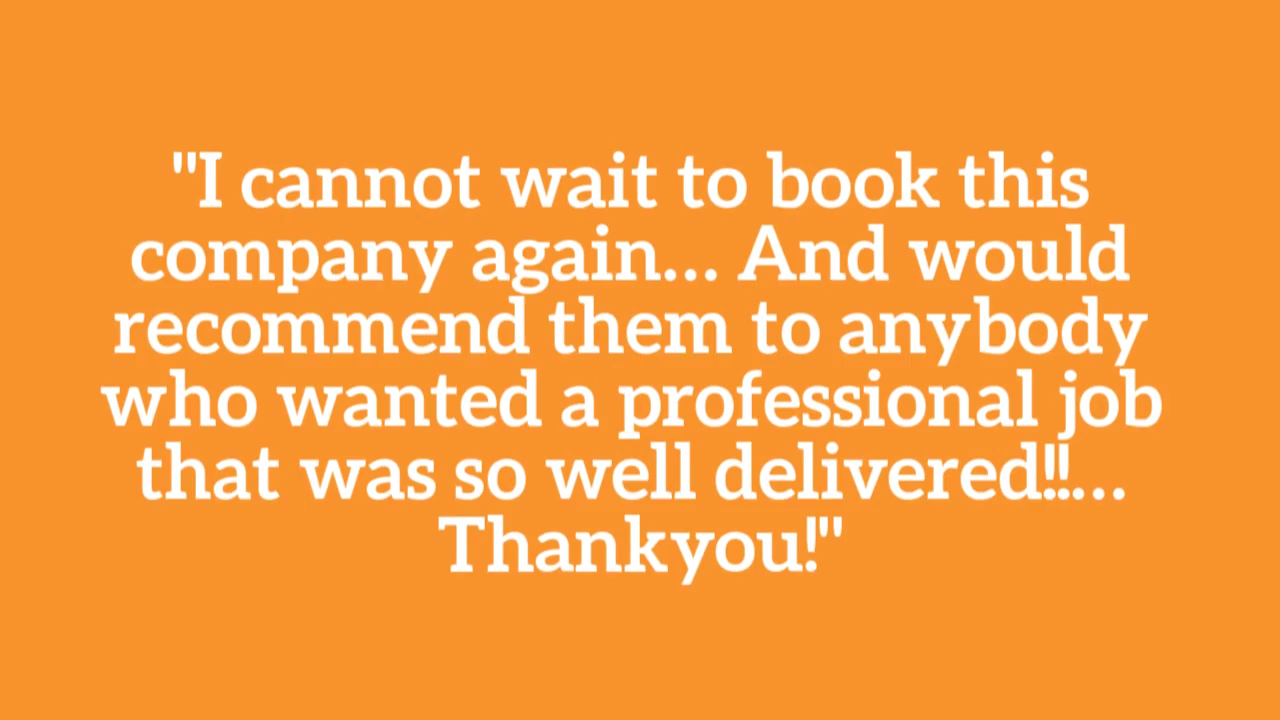 "I cannot wait to book this
company again... And would
recommend them to anybody
who wanted a professional job
that was so well delivered!!...
Thankyou!"